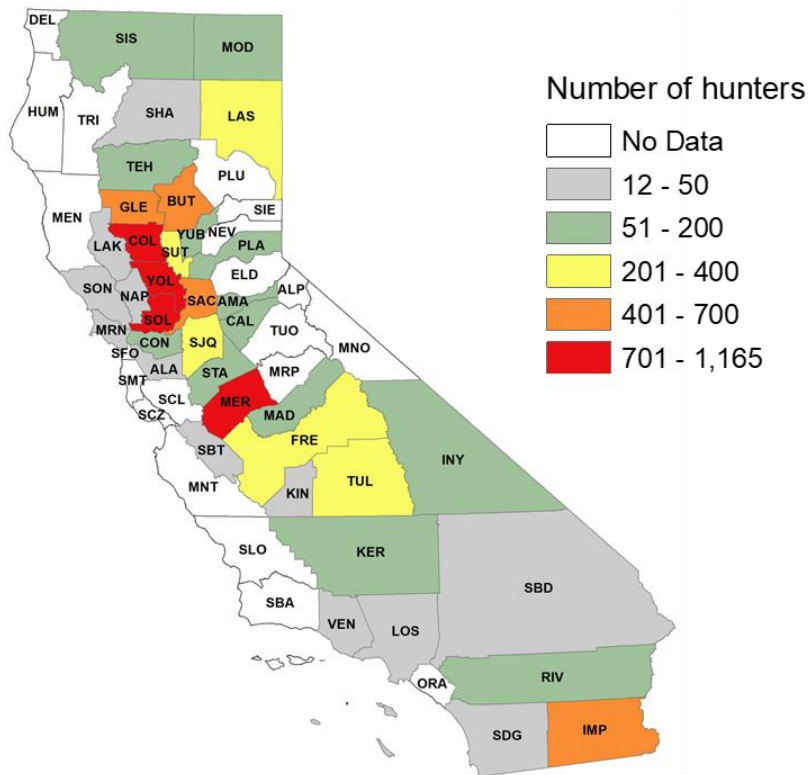 DEL
SIS
MOD
HUM
TRI
SHA
LAS
Number of hunters
No Data
12 - 50
51 - 200
201 - 400
401 - 700
701 - 1,165
TEH
PLU
MEN
GLE
BUT
SIE
LAK
COL
SUT
YUB
NEV
PLA
SON
NAP
YOL
ELD
SAC
AMA
ALP
MRN
SOL
CAL
TUO
MNO
SFO
CON
SJQ
SMT
ALA
STA
MRP
SCL
SCZ
MER
MAD
SBT
FRE
INY
MNT
KIN
TUL
SLO
KER
SBD
SBA
VEN
LOS
ORA
RIV
SDG
IMP